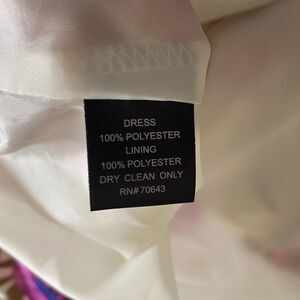 DRESS
100% POLYESTER
LINING
100% POLYESTER
DRY CLEAN ONLY
RN# 70643